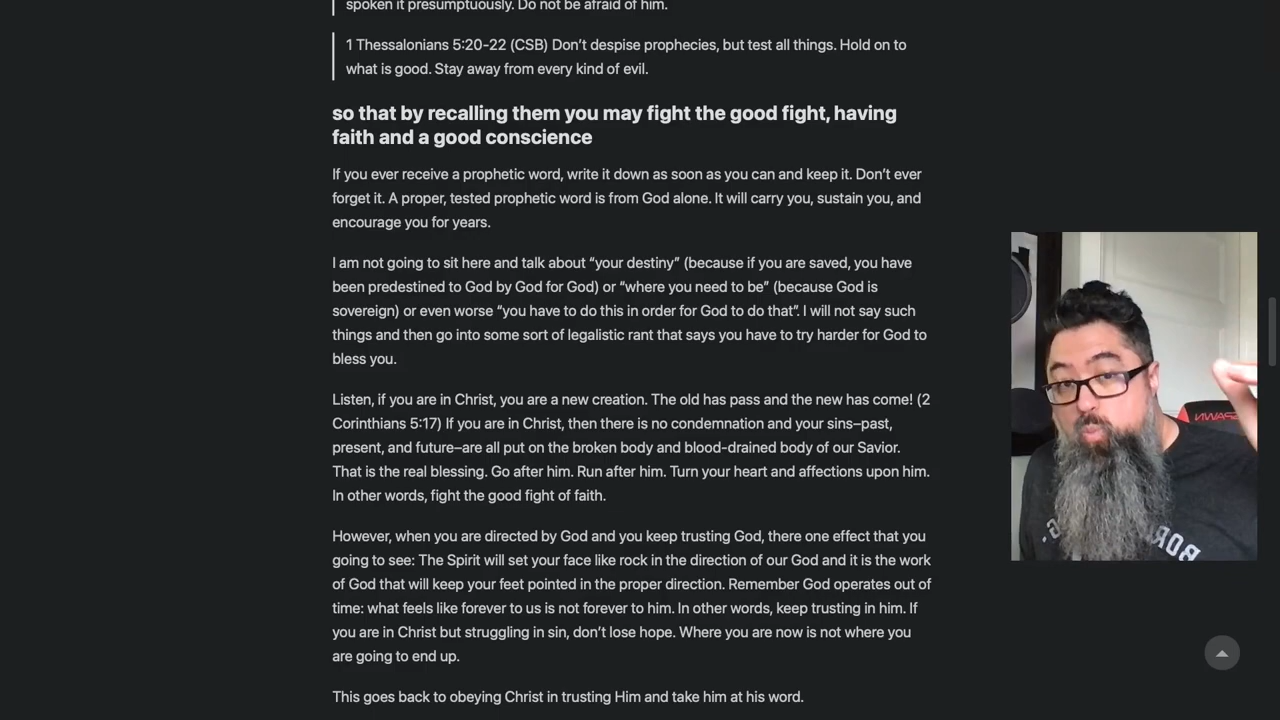 spoken it presumptuously. Do not be afraid of him.
1 Thessalonians 5:20-22 (CSB) Don’t despise prophecies, but test all things. Hold on to
what is good. Stay away from every kind of evil.
so that by recalling them you may fight the good fight, having
faith and a good conscience
If you ever receive a prophetic word, write it down as soon as you can and keep it. Don’t ever
forget it. A proper, tested prophetic word is from God alone. It will carry you, sustain you, and
encourage you for years.
I am not going to sit here and talk about “your destiny” (because if you are saved, you have
been predestined to God by God for God) or “where you need to be” (because God is
sovereign) or even worse “you have to do this in order for God to do that”. I will not say such
things and then go into some sort of legalistic rant that says you have to try harder for God to
bless you.
Listen, if you are in Christ, you are a new creation. The old has pass and the new has come! (2
Corinthians 5:17) If you are in Christ, then there is no condemnation and your sins–past,
present, and future–are all put on the broken body and blood-drained body of our Savior.
That is the real blessing. Go after him. Run after him. Turn your heart and affections upon him.
In other words, fight the good fight of faith.
However, when you are directed by God and you keep trusting God, there one effect that you
going to see: The Spirit will set your face like rock in the direction of our God and it is the work
of God that will keep your feet pointed in the proper direction. Remember God operates out of
time: what feels like forever to us is not forever to him. In other words, keep trusting in him. If
you are in Christ but struggling in sin, don’t lose hope. Where you are now is not where you
are going to end up.
This goes back to obeying Christ in trusting Him and take him at his word.